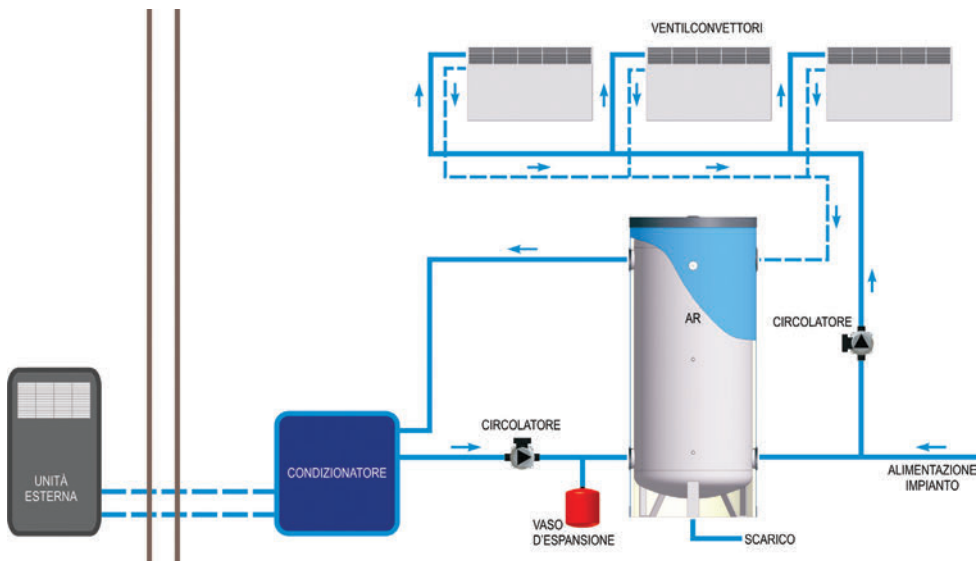 VENTILCONVETTORI
AR
CIRCOLATORE
CIRCOLATORE
CONDIZIONATORE
UNITÀ
ESTERNA
ALIMENTAZIONE
IMPIANTO
VASO
D'ESPANSIONE
SCARICO